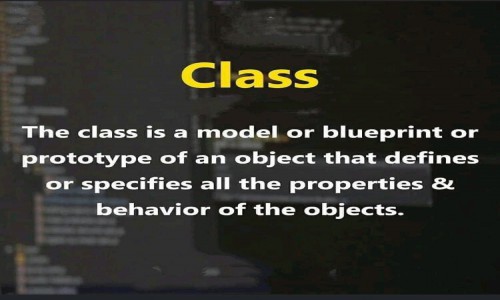 Class
The class is a model or blueprint or
prototype of an object that defines
or specifies all the properties &
behavior of the objects.